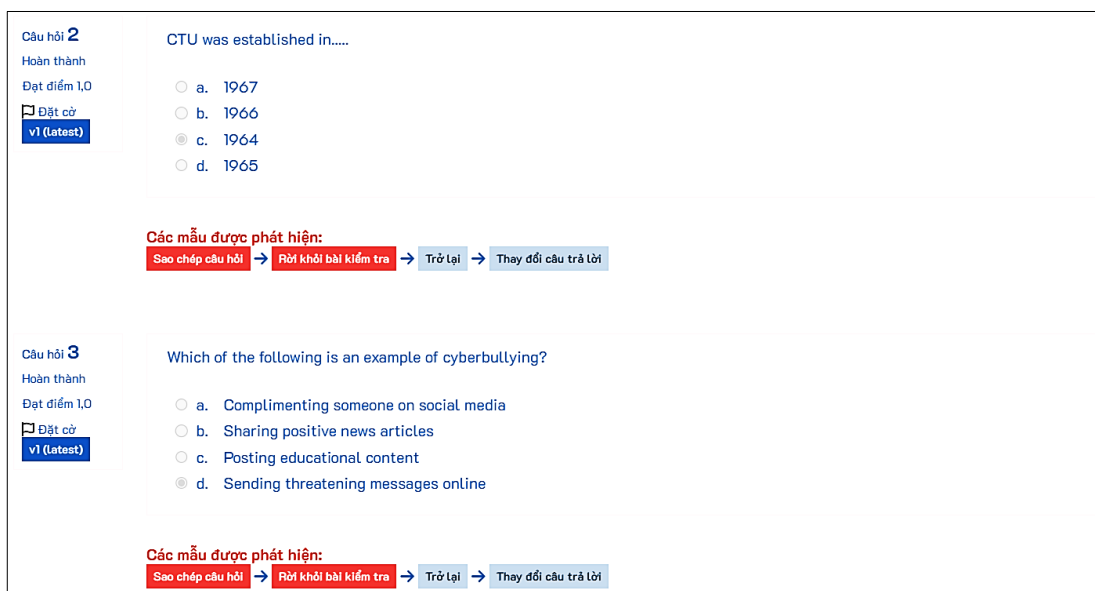 Câu hỏi 2
Hoàn thành
Đạt điểm 1,0
Đặt cờ
v1 (latest)
CTU was established in.....
a. 1967
b. 1966
c. 1964
d. 1965
Các mẫu được phát hiện:
Sao chép câu hỏi → Rời khỏi bài kiểm tra → Trở lại → Thay đổi câu trả lời
Câu hỏi 3
Hoàn thành
Đạt điểm 1,0
Đặt cờ
v1 (latest)
Which of the following is an example of cyberbullying?
a. Complimenting someone on social media
b. Sharing positive news articles
c. Posting educational content
d. Sending threatening messages online
Các mẫu được phát hiện:
Sao chép câu hỏi → Rời khỏi bài kiểm tra → Trở lại → Thay đổi câu trả lời